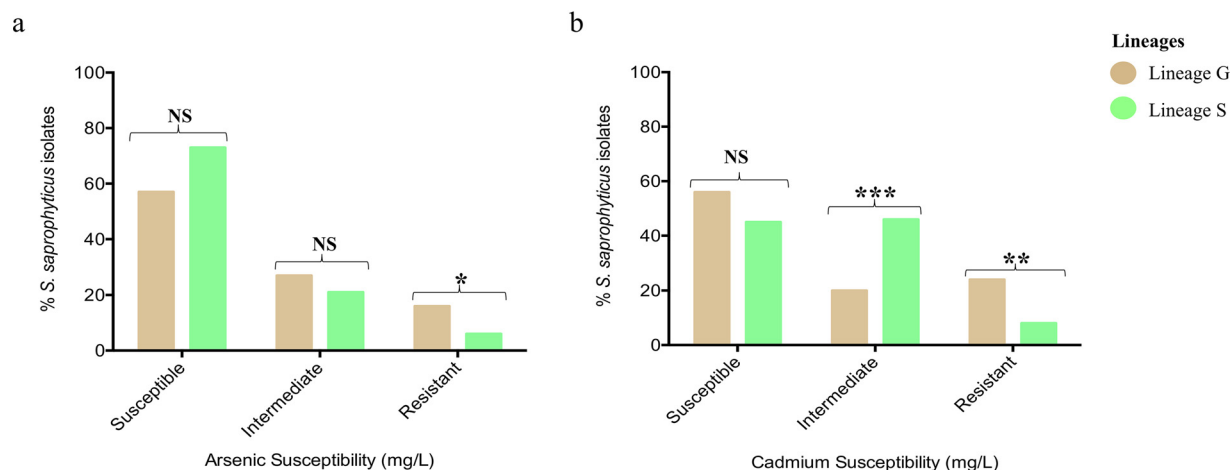 a
% S. saprophyticus isolates
100
80
60
40
20
0
NS
NS
*
Susceptible
Intermediate
Resistant
Arsenic Susceptibility (mg/L)
b
% S. saprophyticus isolates
100
80
60
40
20
0
NS
***
**
Susceptible
Intermediate
Resistant
Cadmium Susceptibility (mg/L)
Lineages
Lineage G
Lineage S